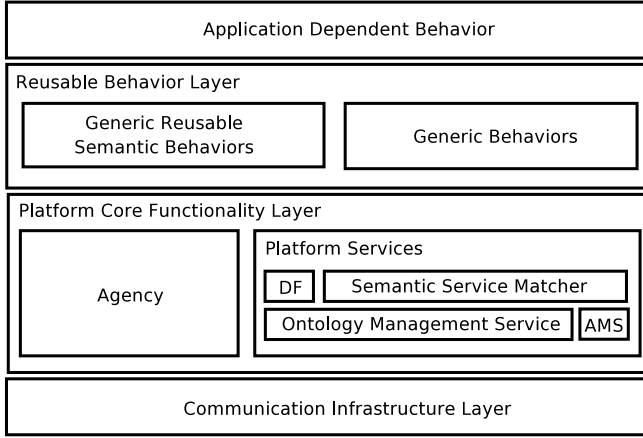 Application Dependent Behavior
Reusable Behavior Layer
Generic Reusable
Semantic Behaviors
Generic Behaviors
Platform Core Functionality Layer
Agency
Platform Services
DF
Semantic Service Matcher
Ontology Management Service
AMS
Communication Infrastructure Layer